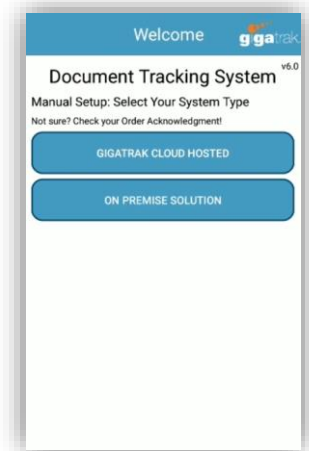 Welcome
gigatrak
Document Tracking System
v6.0
Manual Setup: Select Your System Type
Not sure? Check your Order Acknowledgment!
GIGATRAK CLOUD HOSTED
ON PREMISE SOLUTION